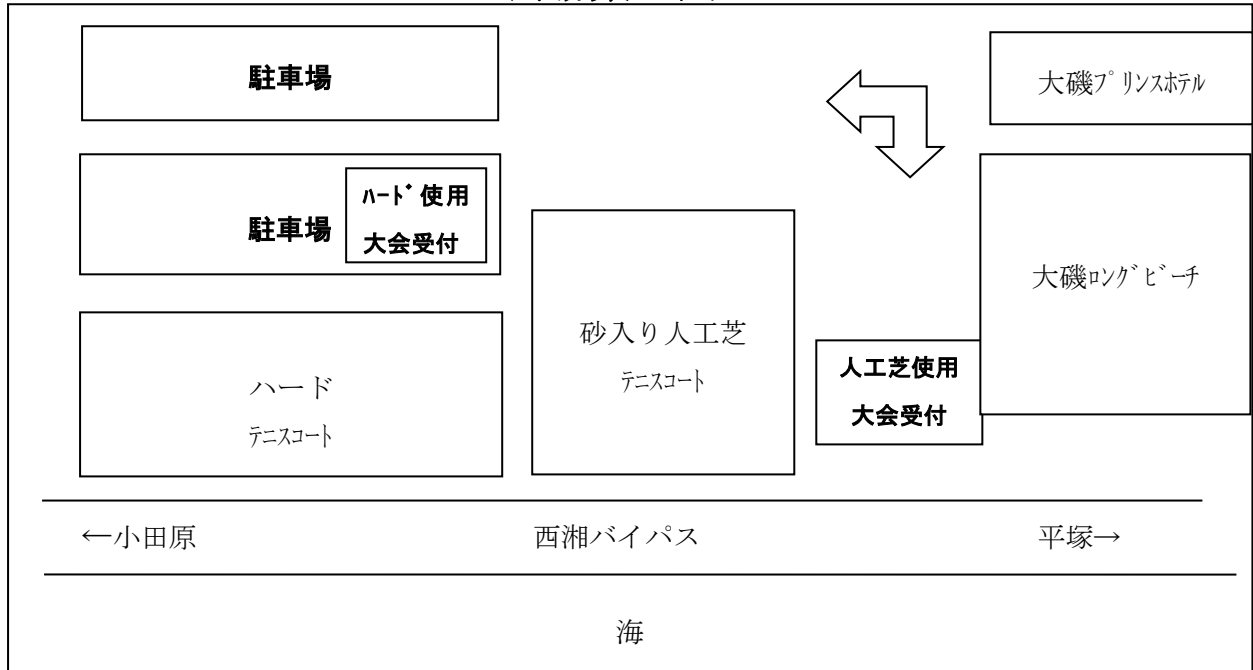 駐車場
大磯プリンスホテル
駐車場
ハード使用
大会受付
大磯ロングビーチ
砂入り人工芝
テニスコート
人工芝使用
大会受付
ハード
テニスコート
←小田原
西湘バイパス
平塚→
海